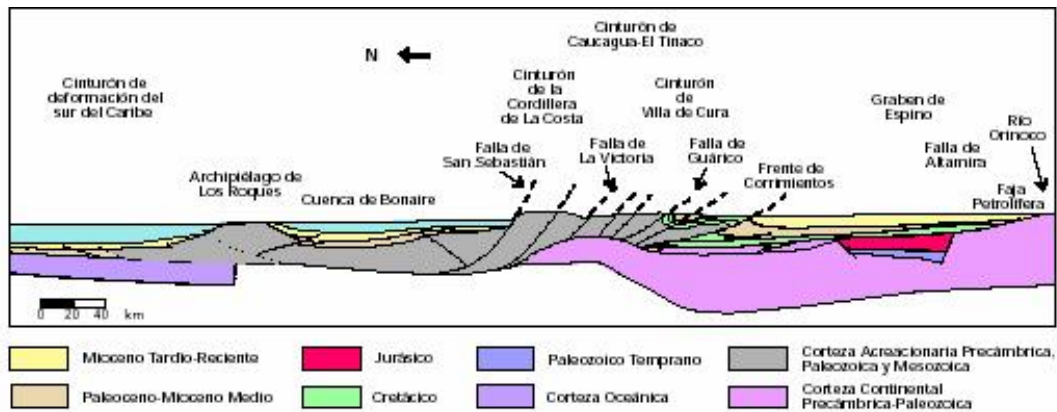 Cinturón de
Caucagua-El Tinaco
N
Cinturón de
deformación del
sur del Caribe
Cinturón
de la
Cordillera
de La Costa
Cinturón
de
Villa de Cura
Graben de
Espino
Río
Orinoco
Falla de
San Sebastián
Falla de
La Victoria
Falla de
Guárico
Frente de
Corrimientos
Falla de
Altamira
Faja
Petrolífera
Archipiélago de
Los Roques
Cuenca de Bonaire
0 20 40 km
Mioceno Tardío-Reciente
Jurásico
Paleozoico Temprano
Corteza Acreacionaria Precámbrica,
Paleozoica y Mesozoica
Paleoceno-Mioceno Medio
Cretácico
Corteza Oceánica
Corteza Continental
Precámbrica-Paleozoica